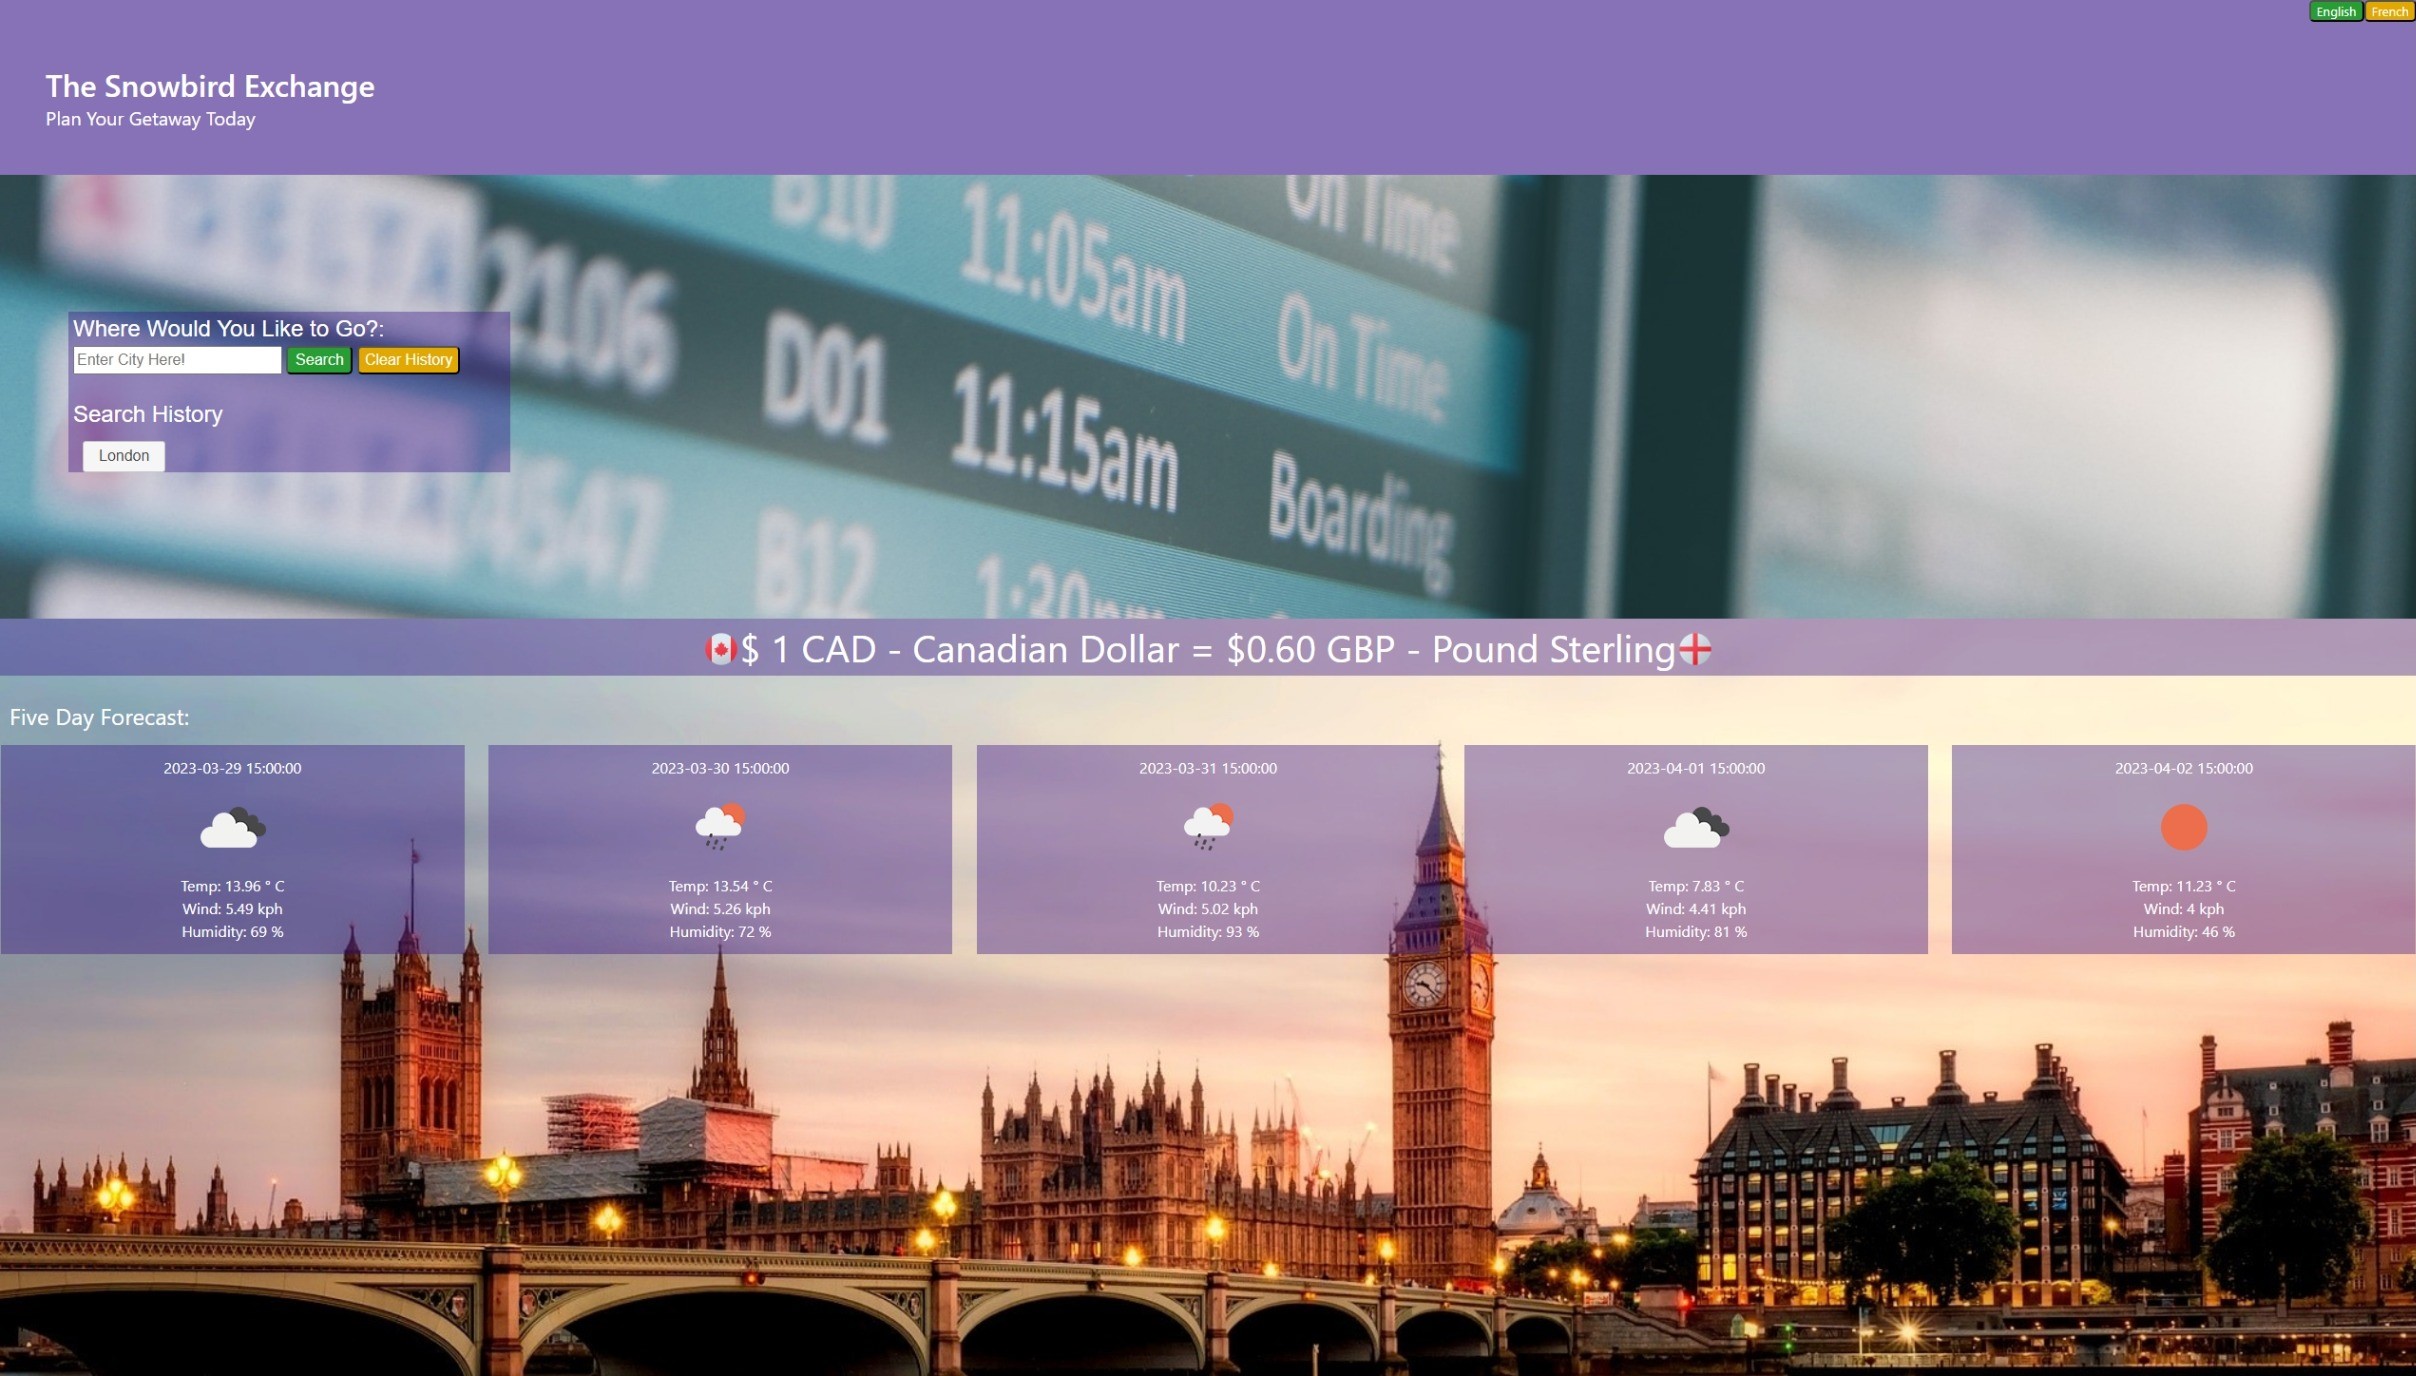 English French
The Snowbird Exchange
Plan Your Getaway Today
B10 11:05am On Time
On Time
DELTA 2106 D01 11:15am Boarding
Where Would You Like to Go?:
Enter City Here! Search Clear History
Search History
London
4547 B12 1:30pm
$ 1 CAD - Canadian Dollar = $0.60 GBP - Pound Sterling
Five Day Forecast:
2023-03-29 15:00:00
Temp: 13.96 ° C
Wind: 5.49 kph
Humidity: 69 %
2023-03-30 15:00:00
Temp: 13.54 ° C
Wind: 5.26 kph
Humidity: 72 %
2023-03-31 15:00:00
Temp: 10.23 ° C
Wind: 5.02 kph
Humidity: 93 %
2023-04-01 15:00:00
Temp: 7.83 ° C
Wind: 4.41 kph
Humidity: 81 %
2023-04-02 15:00:00
Temp: 11.23 ° C
Wind: 4 kph
Humidity: 46 %